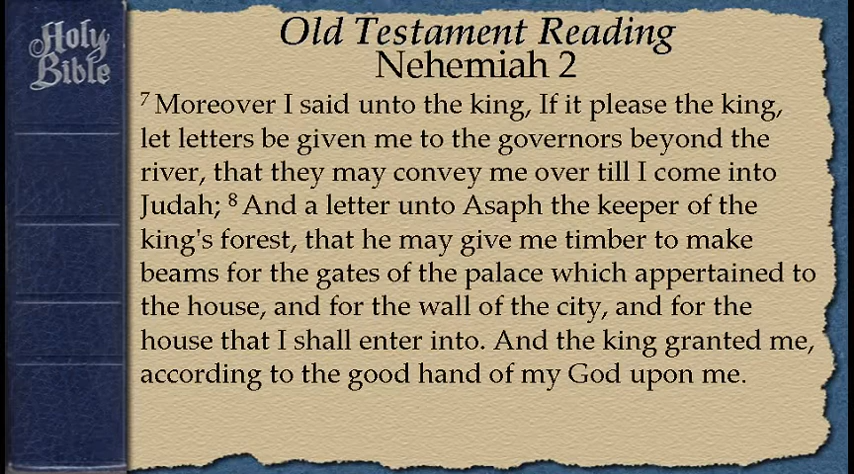 Holy
Bible
Old Testament Reading
Nehemiah 2
7 Moreover I said unto the king, If it please the king,
let letters be given me to the governors beyond the
river, that they may convey me over till I come into
Judah; 8 And a letter unto Asaph the keeper of the
king's forest, that he may give me timber to make
beams for the gates of the palace which appertained to
the house, and for the wall of the city, and for the
house that I shall enter into. And the king granted me,
according to the good hand of my God upon me.